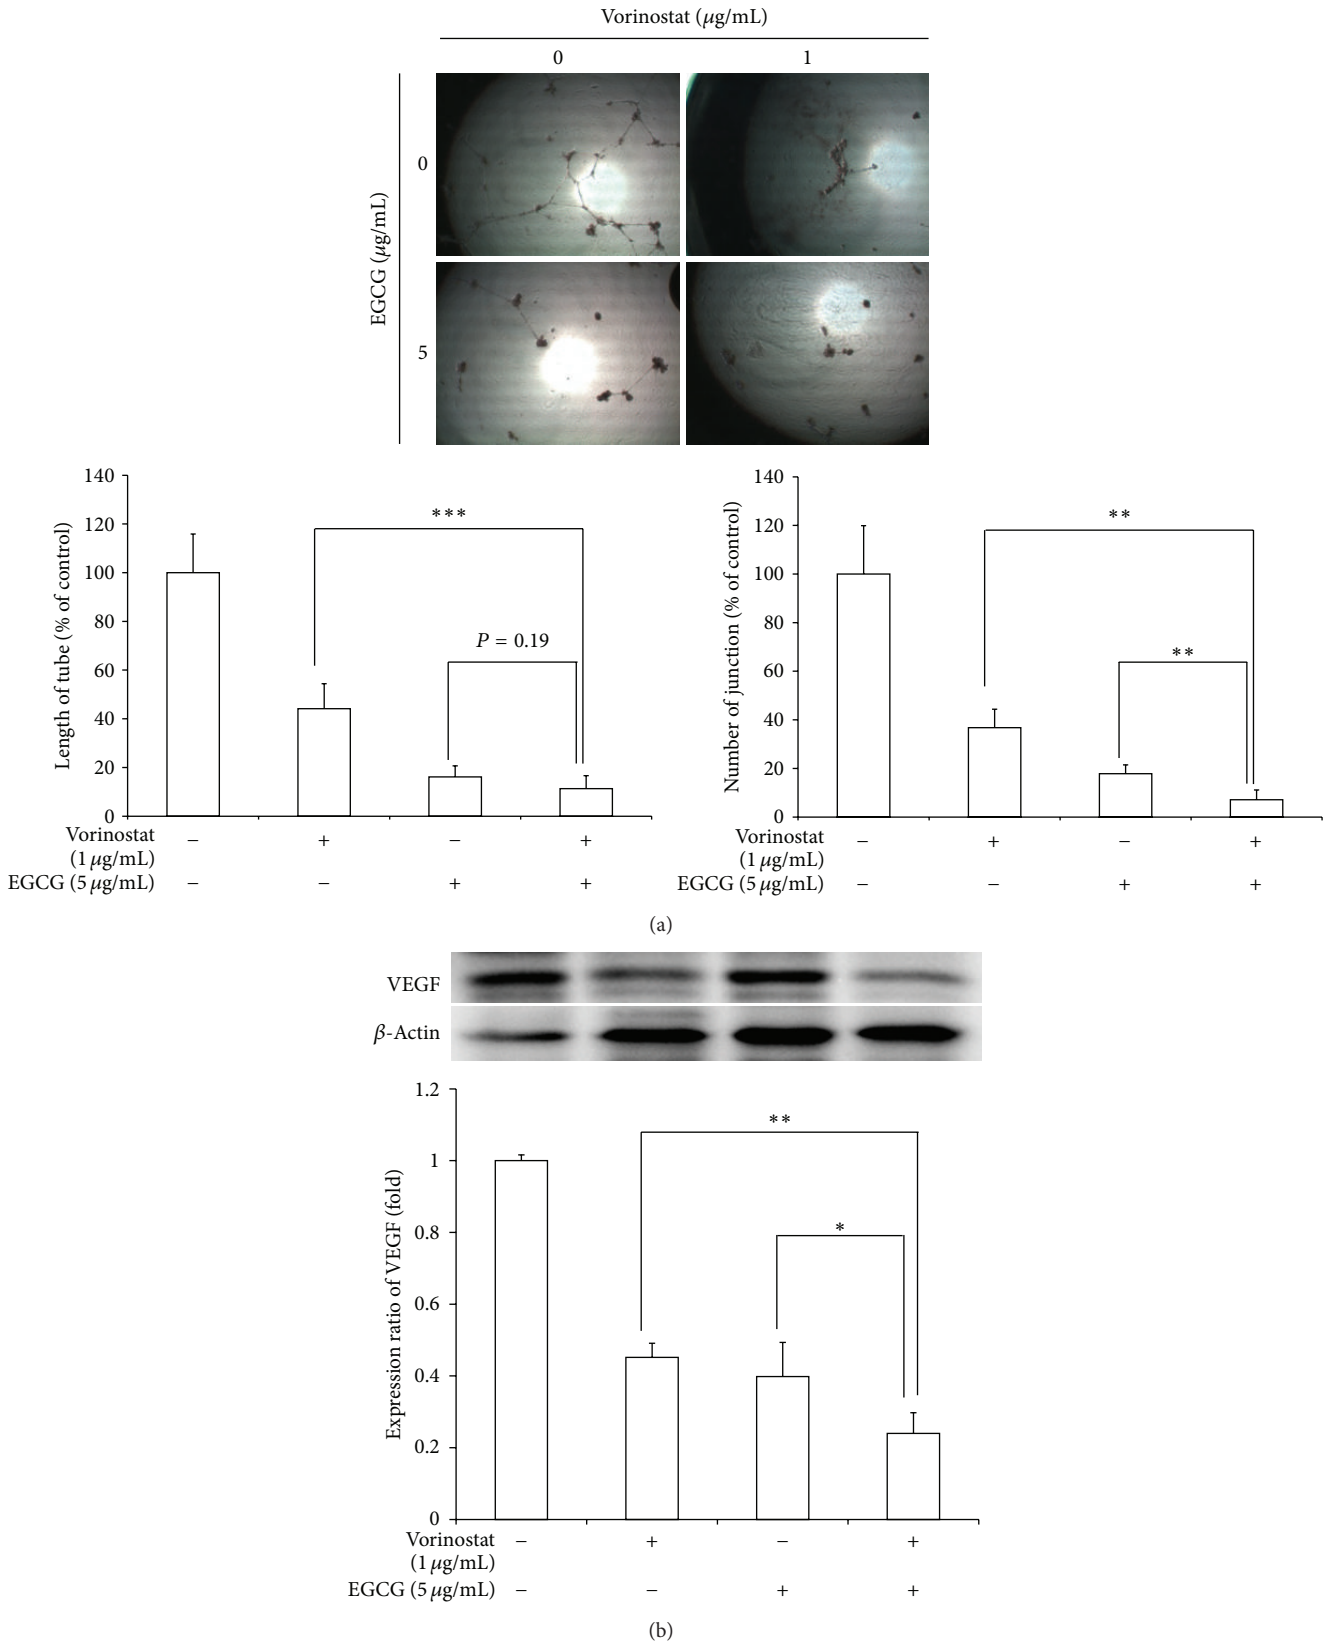 Vorinostat (μg/mL)
0 1
EGCG (μg/mL)
0
5
Length of tube (% of control)
140
120
100
80
60
40
20
0
***
P = 0.19
Vorinostat − + − +
(1 μg/mL)
EGCG (5 μg/mL) − − + +
Number of junction (% of control)
140
120
100
80
60
40
20
0
**
**
Vorinostat − + − +
(1 μg/mL)
EGCG (5 μg/mL) − − + +
(a)
VEGF
β-Actin
Expression ratio of VEGF (fold)
1.2
1
0.8
0.6
0.4
0.2
0
**
*
Vorinostat − + − +
(1 μg/mL)
EGCG (5 μg/mL) − − + +
(b)